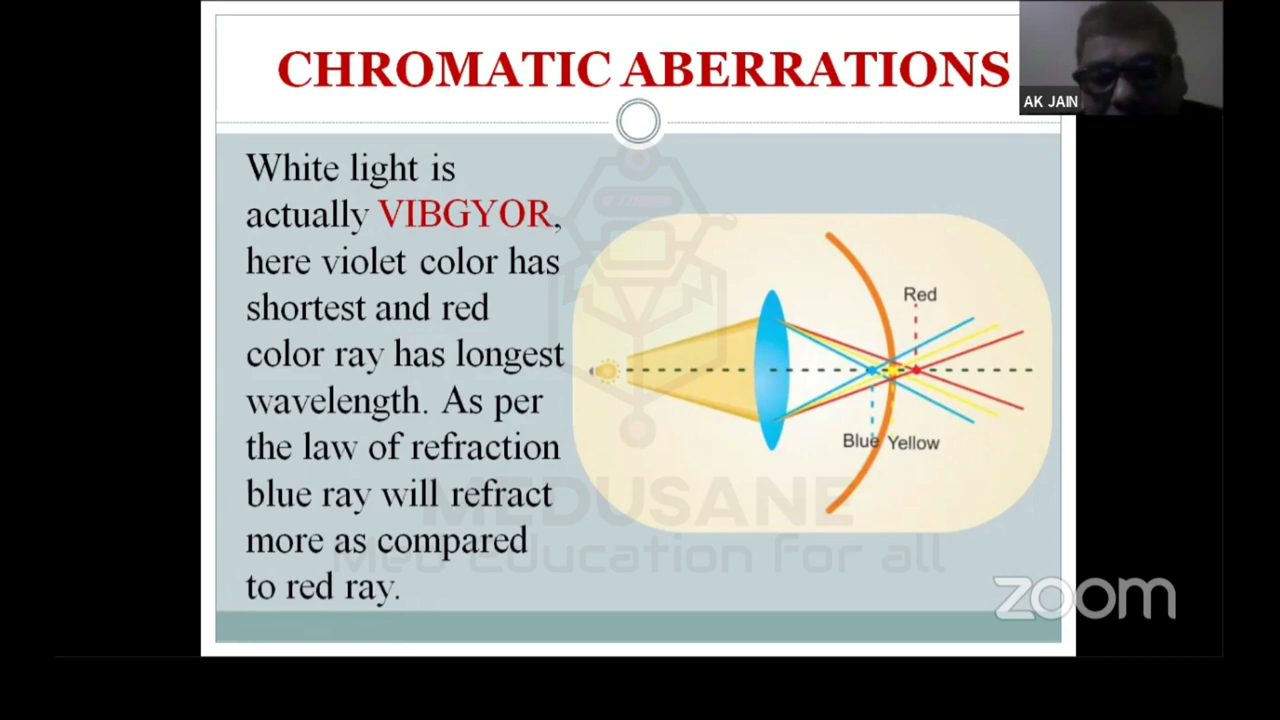 CHROMATIC ABERRATIONS
AK JAIN
White light is
actually VIBGYOR,
here violet color has
shortest and red
color ray has longest
wavelength. As per
the law of refraction
blue ray will refract
more as compared
to red ray.
Red
Blue Yellow
MEDUSANE
Med education for all
zoom